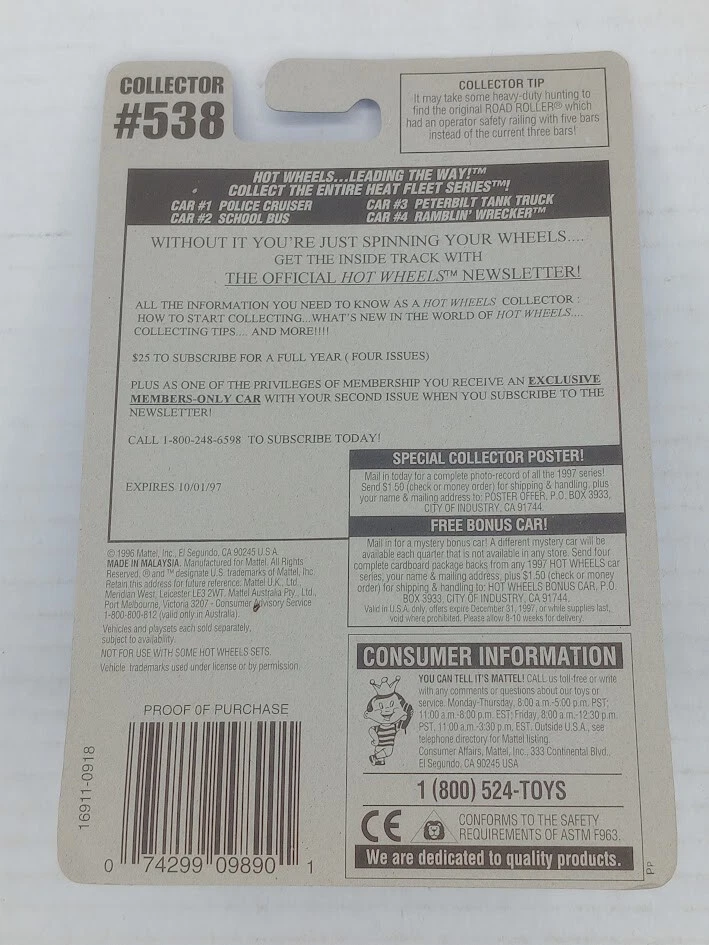 COLLECTOR
#538
COLLECTOR TIP
It may take some heavy-duty hunting to
find the original ROAD ROLLER® which
had an operator safety railing with five bars
instead of the current three bars!
HOT WHEELS...LEADING THE WAY!™
COLLECT THE ENTIRE HEAT FLEET SERIES™!
CAR #1 POLICE CRUISER
CAR #2 SCHOOL BUS
CAR #3 PETERBILT TANK TRUCK
CAR #4 RAMBLIN' WRECKER™
WITHOUT IT YOU'RE JUST SPINNING YOUR WHEELS....
GET THE INSIDE TRACK WITH
THE OFFICIAL HOT WHEELS™ NEWSLETTER!
ALL THE INFORMATION YOU NEED TO KNOW AS A HOT WHEELS COLLECTOR :
HOW TO START COLLECTING...WHAT'S NEW IN THE WORLD OF HOT WHEELS....
COLLECTING TIPS.... AND MORE!!!!
$25 TO SUBSCRIBE FOR A FULL YEAR ( FOUR ISSUES)
PLUS AS ONE OF THE PRIVILEGES OF MEMBERSHIP YOU RECEIVE AN EXCLUSIVE
MEMBERS-ONLY CAR WITH YOUR SECOND ISSUE WHEN YOU SUBSCRIBE TO THE
NEWSLETTER!
CALL 1-800-248-6598 TO SUBSCRIBE TODAY!
EXPIRES 10/01/97
SPECIAL COLLECTOR POSTER!
Mail in today for a complete photo-record of all the 1997 series!
Send $1.50 (check or money order) for shipping & handling, plus
your name & mailing address to: POSTER OFFER, P.O. BOX 3933,
CITY OF INDUSTRY, CA 91744.
FREE BONUS CAR!
Mail in for a mystery bonus car! A different mystery car will be
available each quarter that is not available in any store. Send four
complete cardboard package backs from any 1997 HOT WHEELS car
series, your name & mailing address, plus $1.50 (check or money
order) for shipping & handling to: HOT WHEELS BONUS CAR, P.O.
BOX 3933, CITY OF INDUSTRY, CA 91744.
Valid in U.S.A. only, offers expire December 31, 1997, or while supplies last,
void where prohibited. Please allow 8-10 weeks for delivery.
© 1996 Mattel, Inc., El Segundo, CA 90245 U.S.A.
MADE IN MALAYSIA. Manufactured for Mattel. All Rights
Reserved. ® and ™ designate U.S. trademarks of Mattel, Inc.
Retain this address for future reference: Mattel U.K., Ltd.,
Meridian West, Leicester LE3 2WT. Mattel Australia Pty., Ltd.,
Port Melbourne, Victoria 3207 - Consumer Advisory Service
1-800-800-812 (valid only in Australia).
Vehicles and playsets each sold separately,
subject to availability.
NOT FOR USE WITH SOME HOT WHEELS SETS.
Vehicle trademarks used under license or by permission.
CONSUMER INFORMATION
YOU CAN TELL IT'S MATTEL! CALL us toll-free or write
with any comments or questions about our toys or
service. Monday-Thursday, 8:00 a.m.-5:00 p.m. PST;
11:00 a.m.-8:00 p.m. EST; Friday, 8:00 a.m.-12:30 p.m.
PST, 11:00 a.m.-3:30 p.m. EST. Outside U.S.A., see
telephone directory for Mattel listing.
Consumer Affairs, Mattel, Inc., 333 Continental Blvd.,
El Segundo, CA 90245 USA
1 (800) 524-TOYS
CE
CONFORMS TO THE SAFETY
REQUIREMENTS OF ASTM F963.
We are dedicated to quality products.
PP
PROOF OF PURCHASE
16911-0918
0 74299 09890 1